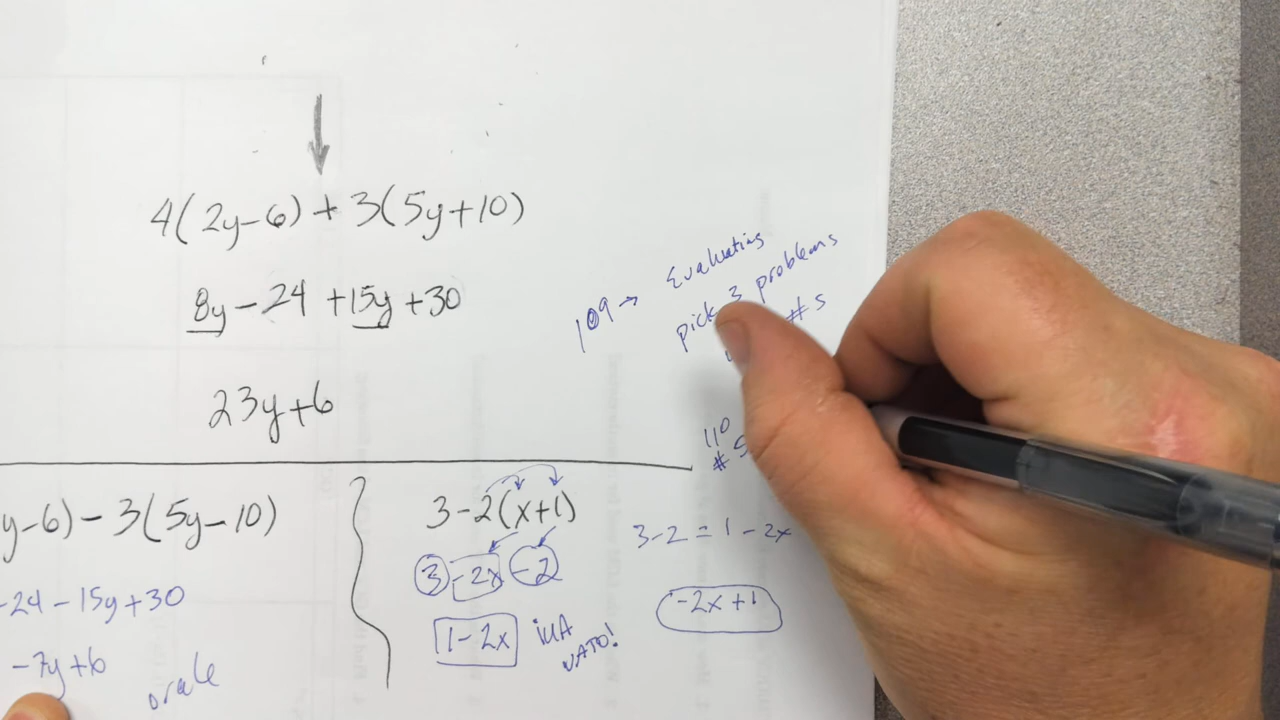 4(2y-6) + 3(5y+10)
8y - 24 + 15y + 30
23y+6
109 → Evaluating
pick 3 problems
#5
110
#5
y-6) - 3(5y-10)
-24 - 15y + 30
-7y+6
orale
3-2(x+1)
3 -2x -2
1-2x
3-2 = 1 - 2x
-2x+1